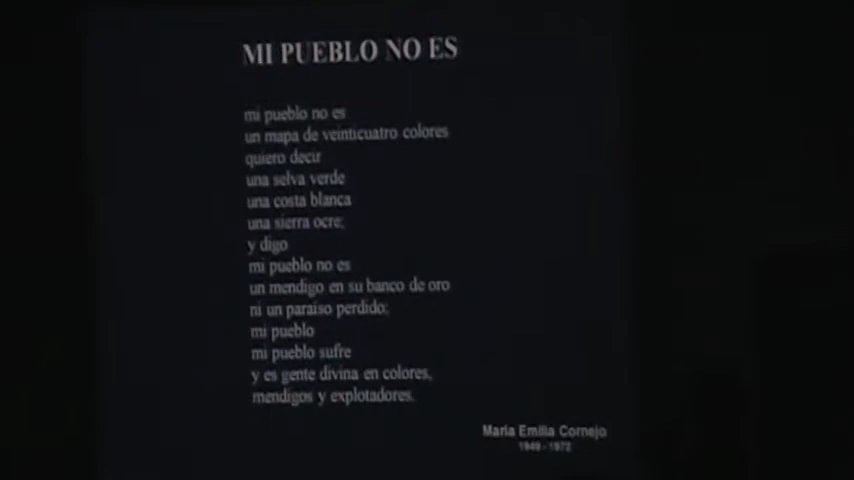 MI PUEBLO NO ES
mi pueblo no es
un mapa de veinticuatro colores
quiero decir
una selva verde
una costa blanca
una sierra ocre;
y digo
mi pueblo no es
un mendigo en su banco de oro
ni un paraíso perdido;
mi pueblo
mi pueblo sufre
y es gente divina en colores,
mendigos y explotadores.
María Emilia Cornejo
1949 - 1972